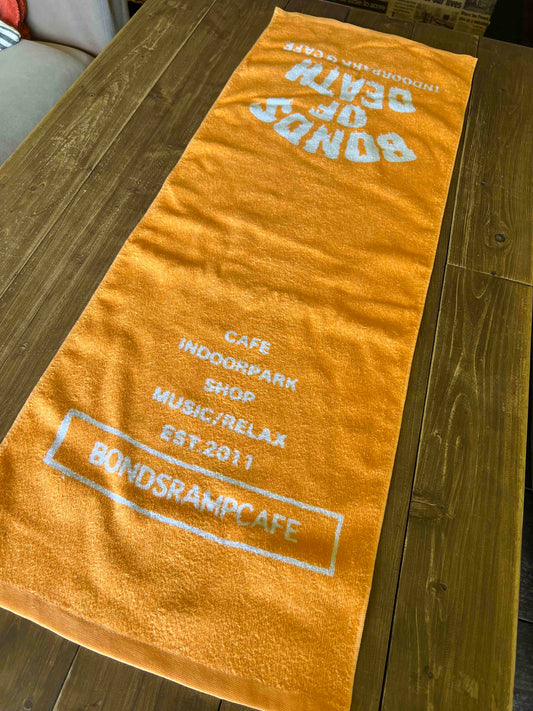 BONDS
OF
DEATH
INDOORPARK & CAFE
CAFE
INDOORPARK
SHOP
MUSIC/RELAX
EST.2011
BONDSRAMPCAFE